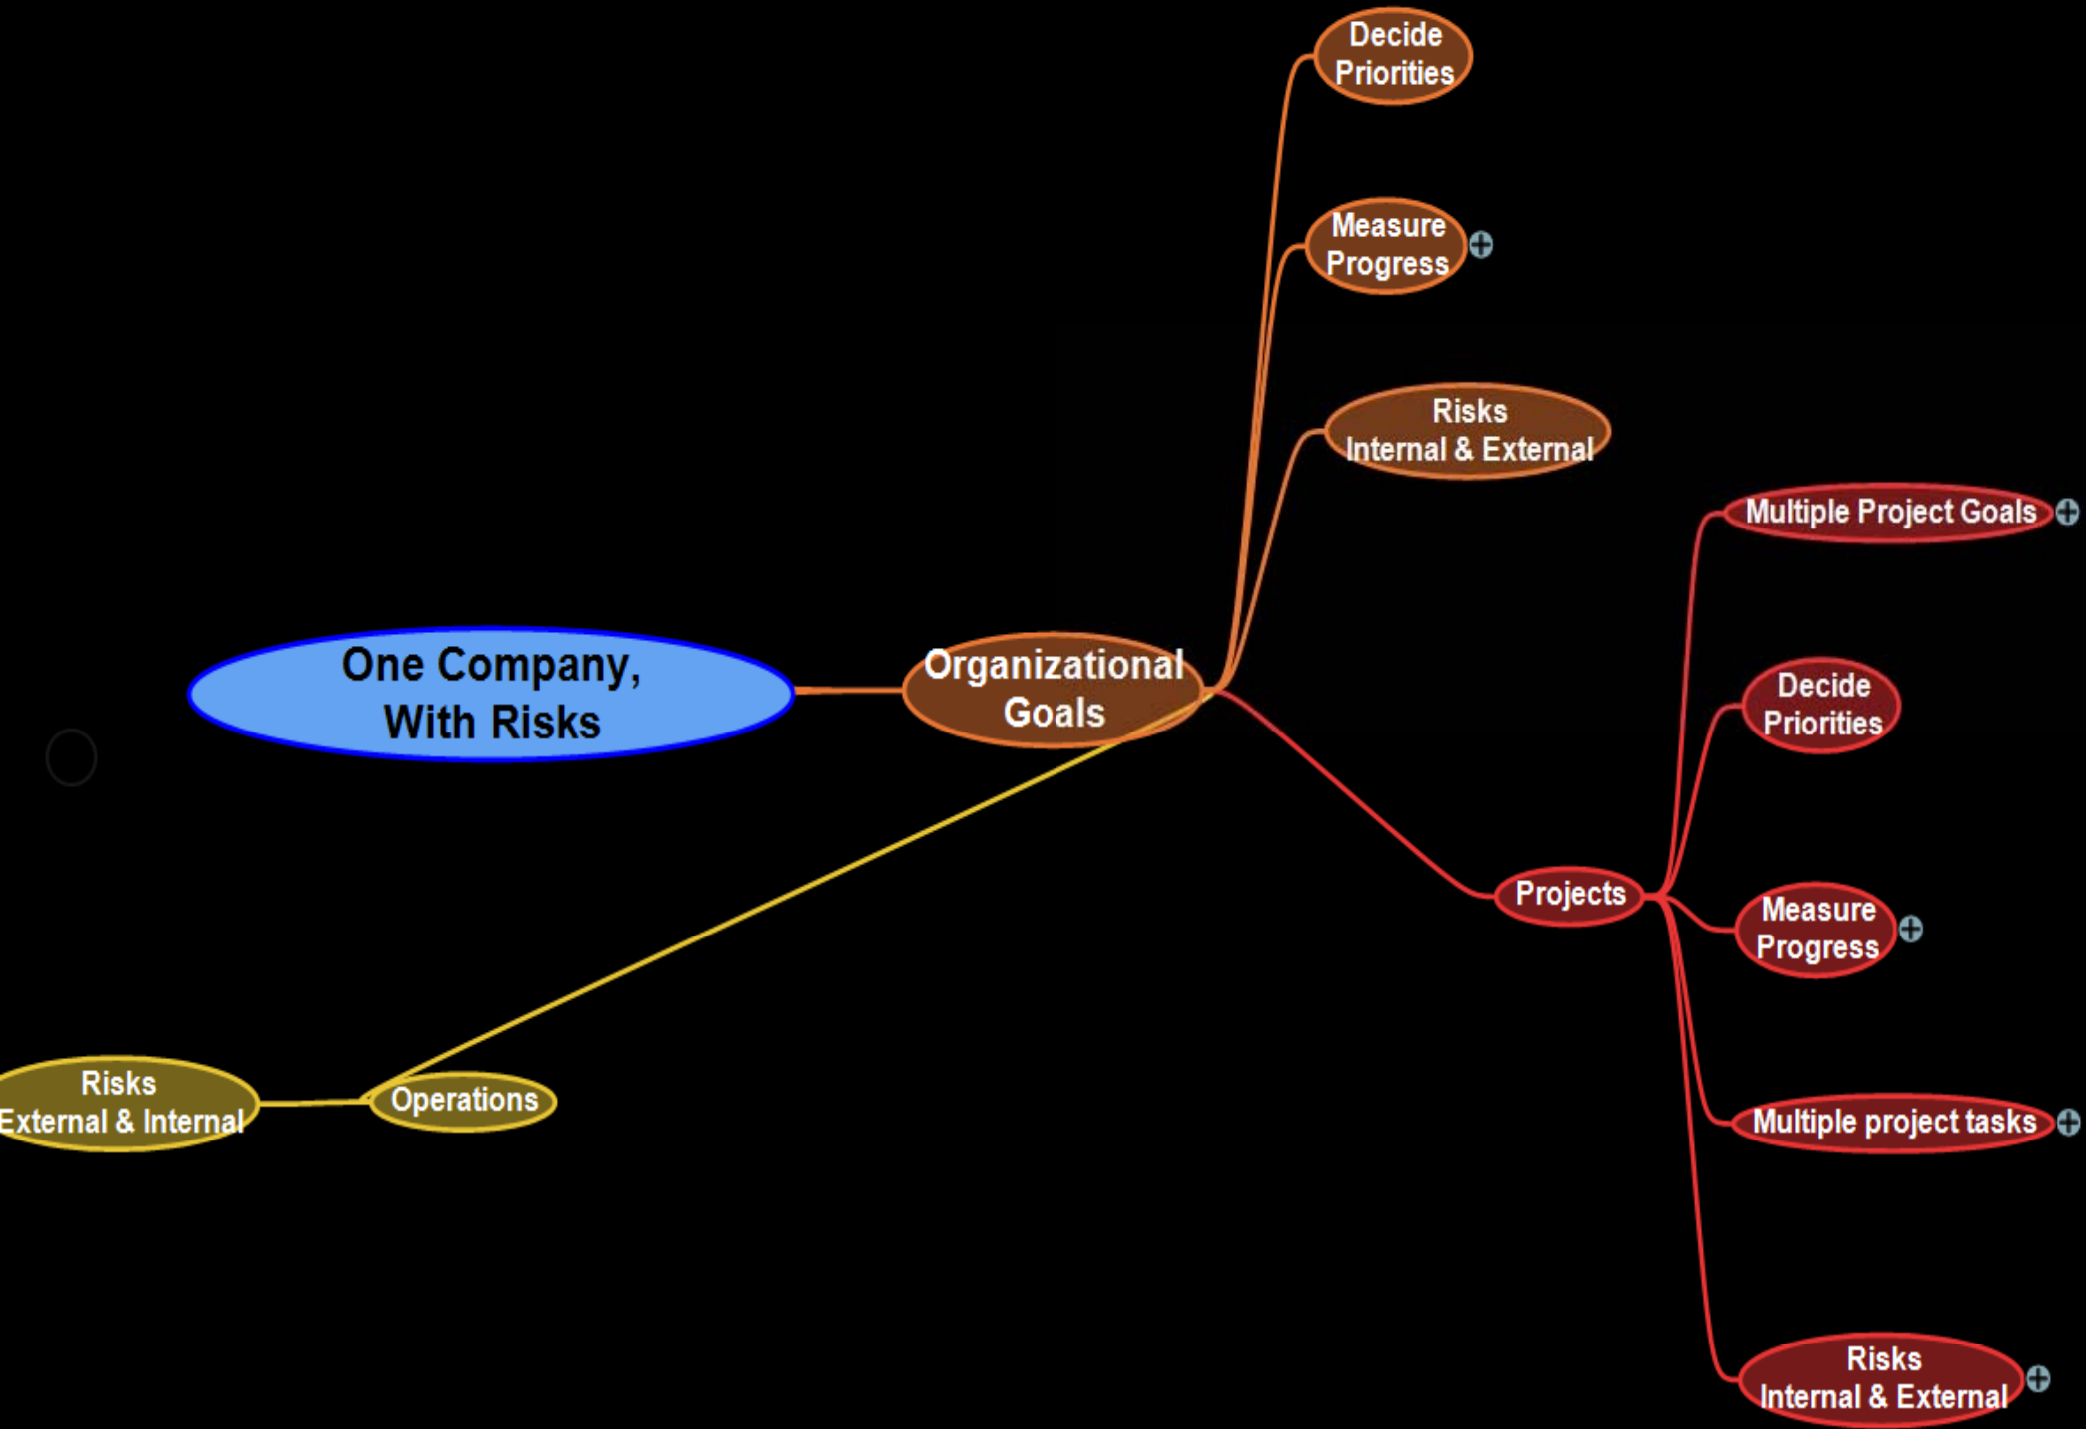 Decide
Priorities
Measure
Progress
Risks
Internal & External
Multiple Project Goals
One Company,
With Risks
Organizational
Goals
Decide
Priorities
Projects
Measure
Progress
Risks
External & Internal
Operations
Multiple project tasks
Risks
Internal & External